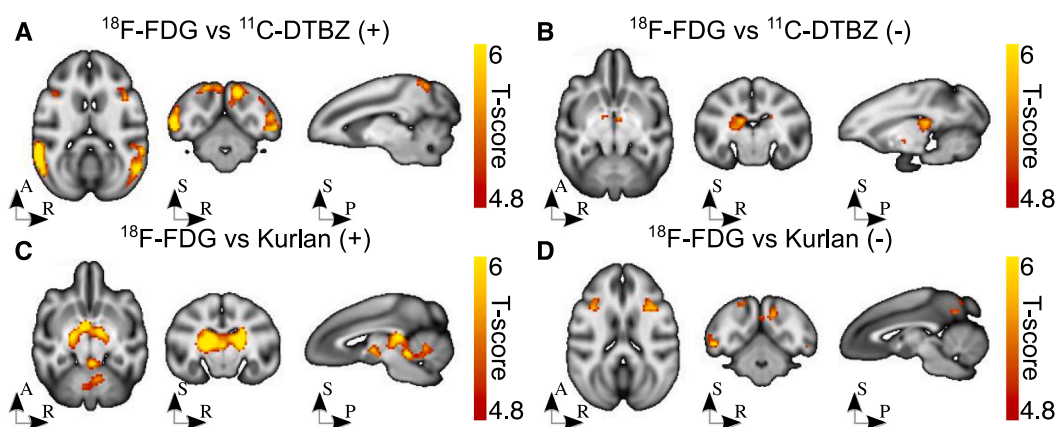 A
¹⁸F-FDG vs ¹¹C-DTBZ (+)
6
T-score
4.8
A
R
S
R
S
P
B
¹⁸F-FDG vs ¹¹C-DTBZ (-)
6
T-score
4.8
A
R
S
R
S
P
C
¹⁸F-FDG vs Kurlan (+)
6
T-score
4.8
A
R
S
R
S
P
D
¹⁸F-FDG vs Kurlan (-)
6
T-score
4.8
A
R
S
R
S
P